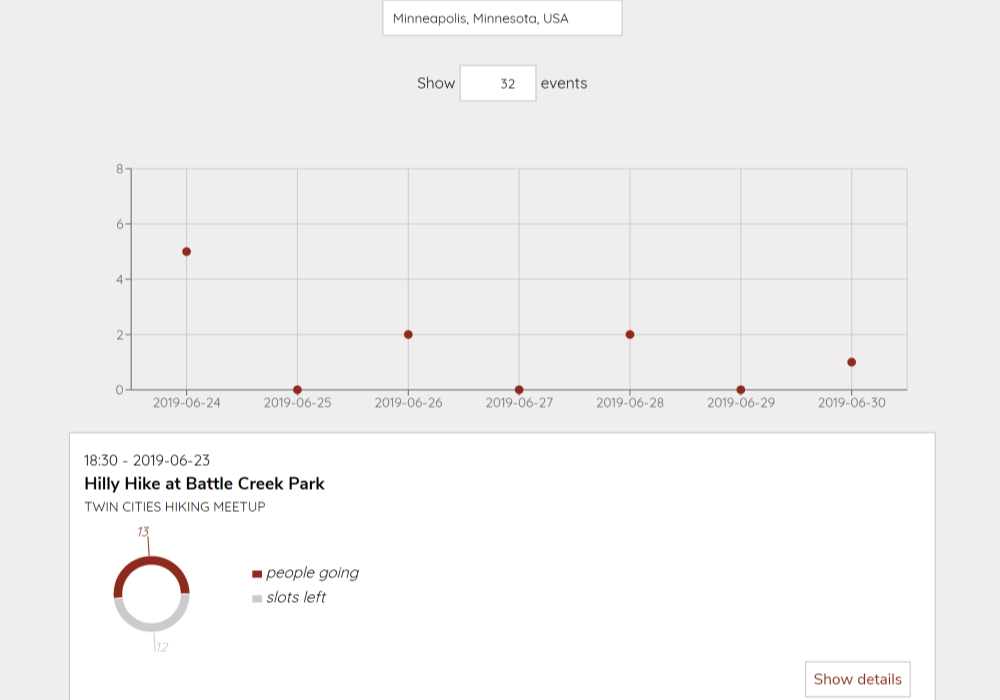 Minneapolis, Minnesota, USA
Show 32 events
8
6
4
2
0
2019-06-24 2019-06-25 2019-06-26 2019-06-27 2019-06-28 2019-06-29 2019-06-30
18:30 - 2019-06-23
Hilly Hike at Battle Creek Park
TWIN CITIES HIKING MEETUP
13
people going
slots left
12
Show details